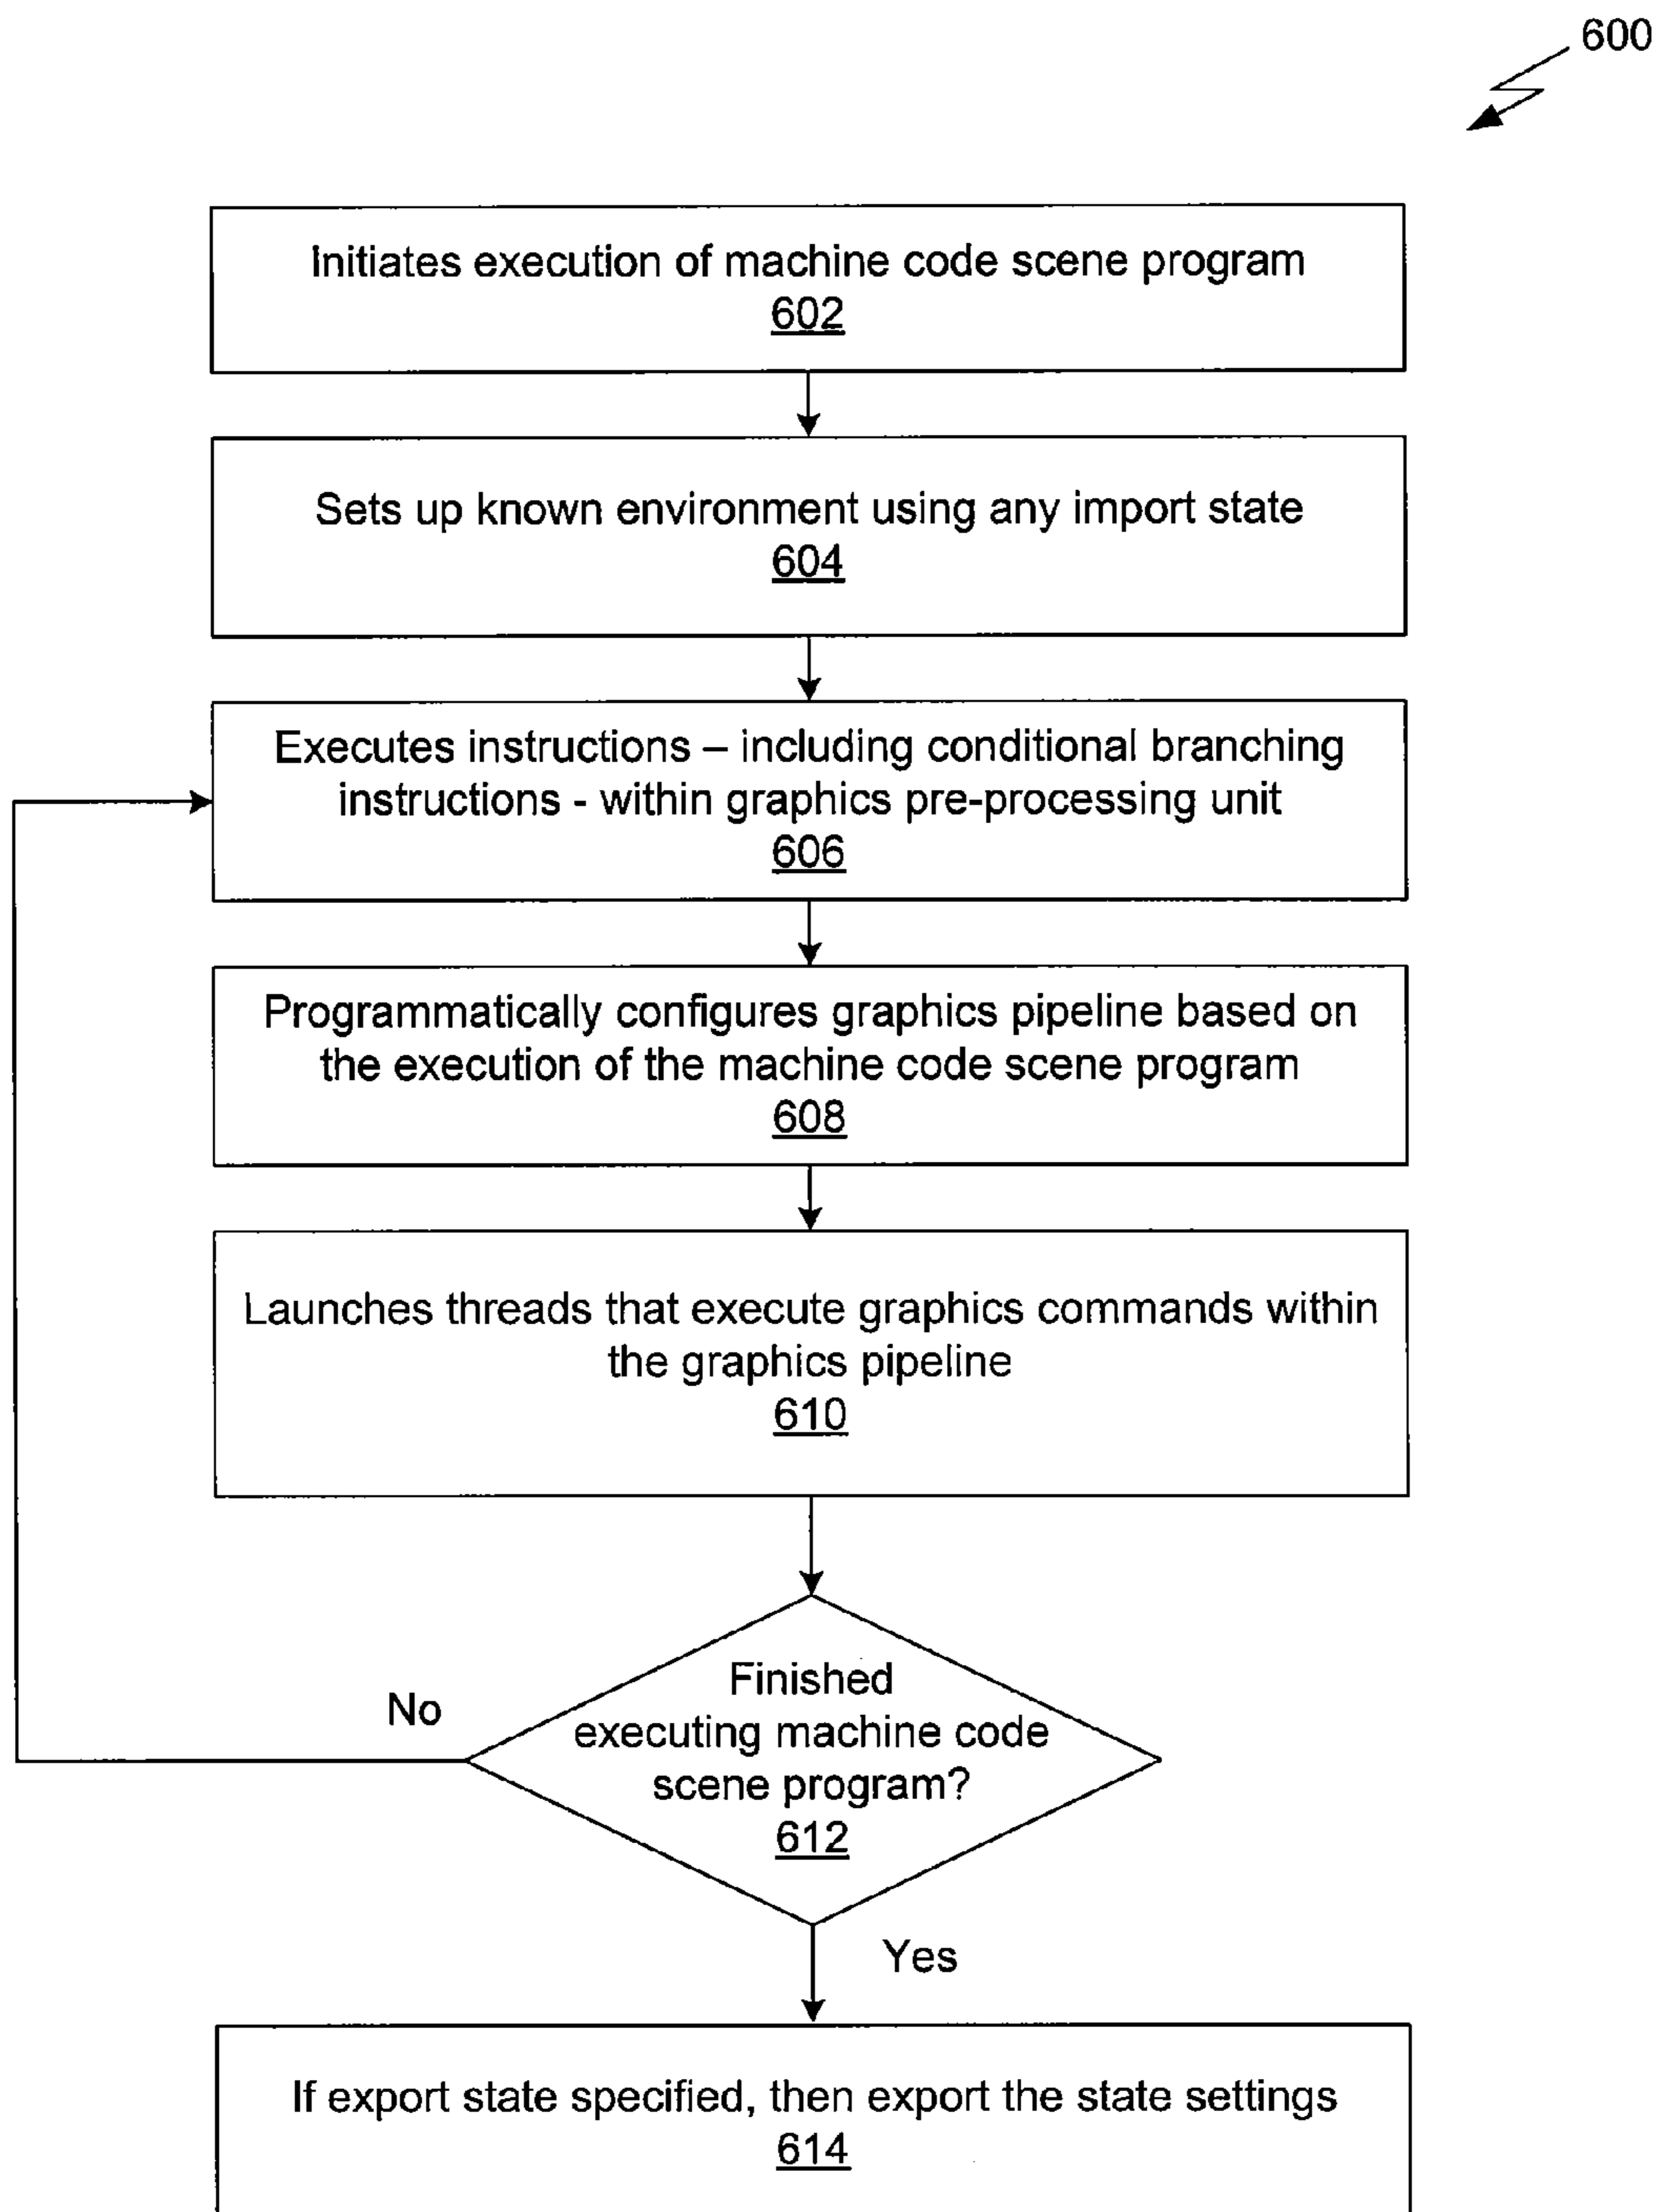 600
Initiates execution of machine code scene program
602
Sets up known environment using any import state
604
Executes instructions – including conditional branching
instructions - within graphics pre-processing unit
606
Programmatically configures graphics pipeline based on
the execution of the machine code scene program
608
Launches threads that execute graphics commands within
the graphics pipeline
610
Finished
executing machine code
scene program?
612
No
Yes
If export state specified, then export the state settings
614